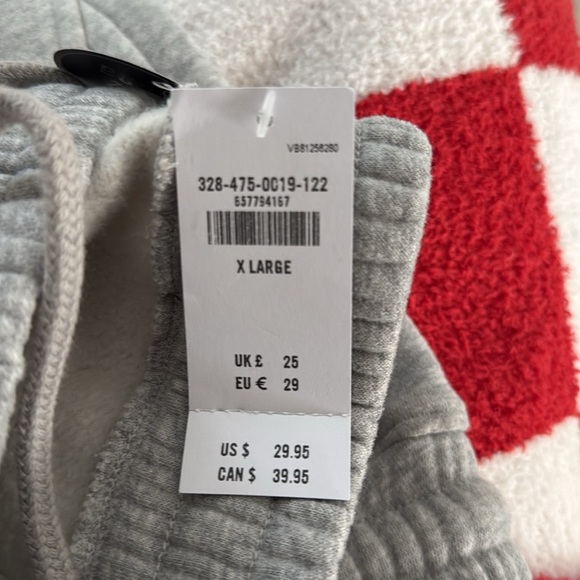 VB81256280
328-475-0019-122
657794167
X LARGE
UK £ 25
EU € 29
US $ 29.95
CAN $ 39.95